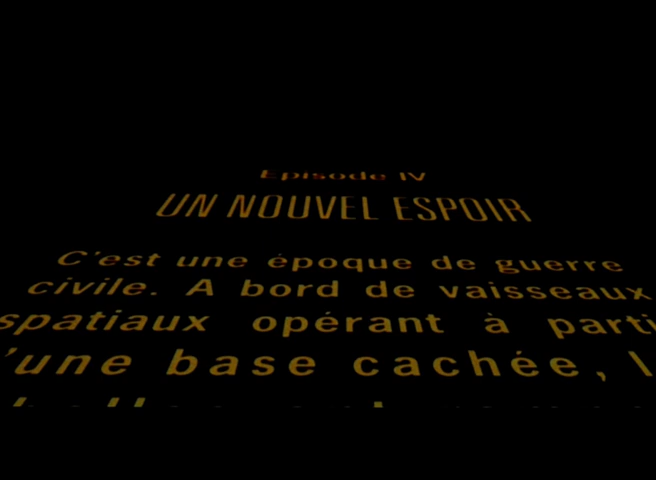 Episode IV
UN NOUVEL ESPOIR
C'est une époque de guerre
civile. A bord de vaisseaux
spatiaux opérant à parti
'une base cachée, l